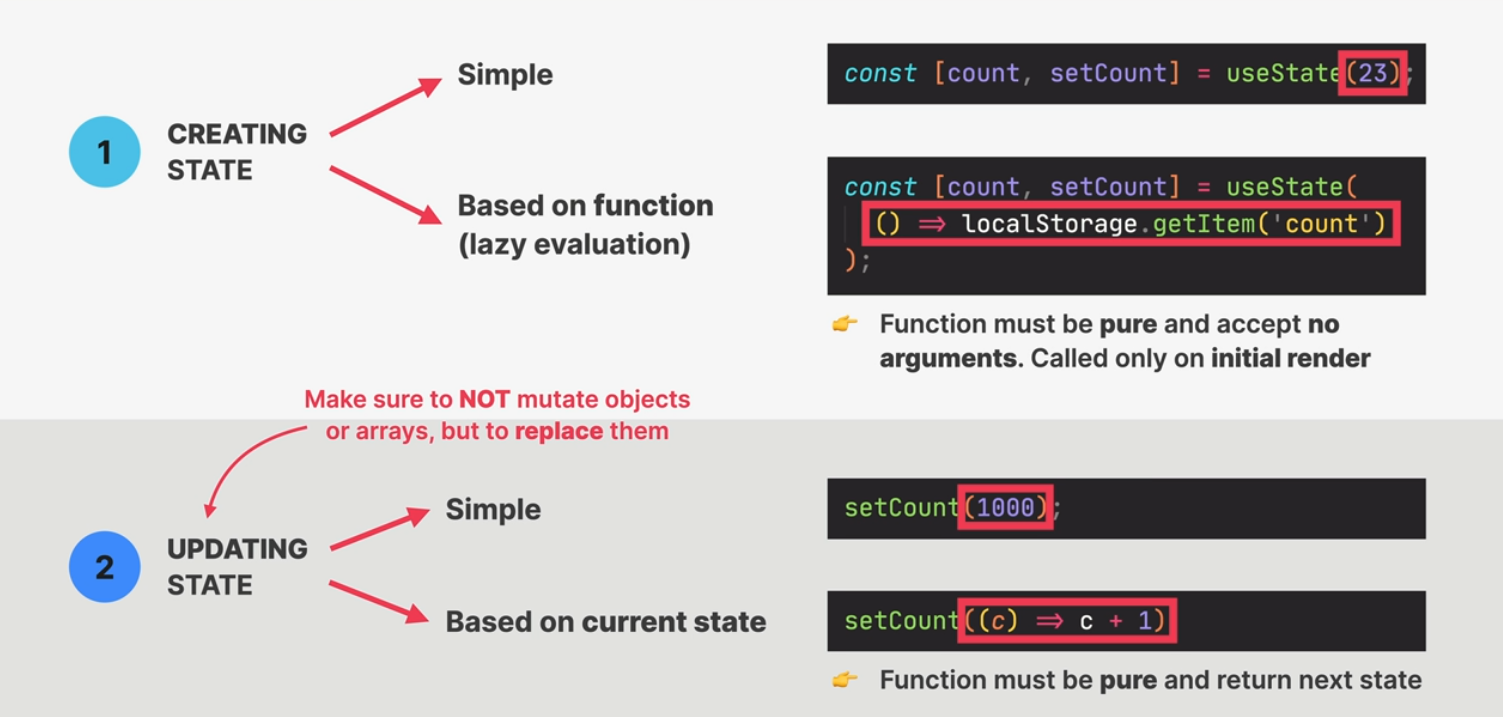 1
CREATING
STATE
Simple
const [count, setCount] = useState(23);
Based on function
(lazy evaluation)
const [count, setCount] = useState(
() => localStorage.getItem('count')
);
👉 Function must be pure and accept no
arguments. Called only on initial render
Make sure to NOT mutate objects
or arrays, but to replace them
2
UPDATING
STATE
Simple
setCount(1000);
Based on current state
setCount((c) => c + 1)
👉 Function must be pure and return next state